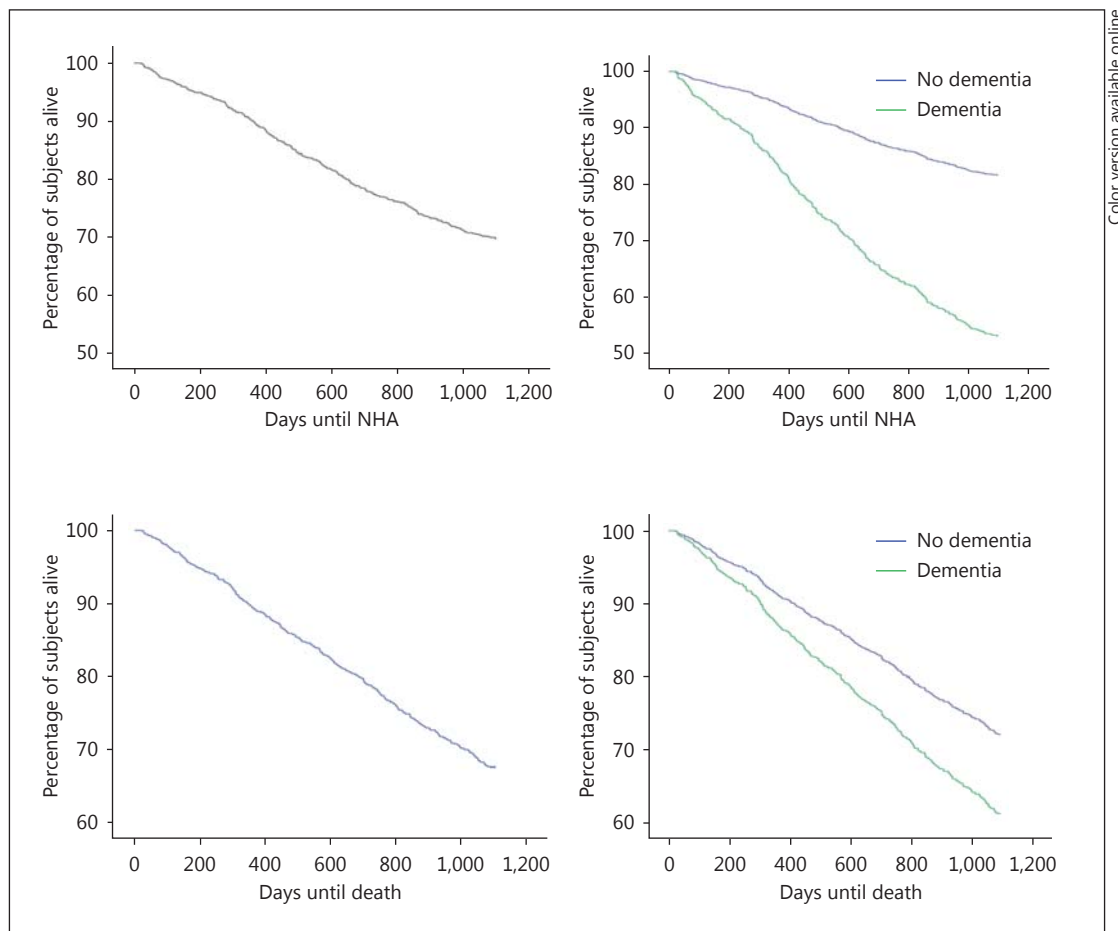 Color version available online
100
90
80
70
60
50
Percentage of subjects alive
0 200 400 600 800 1,000 1,200
Days until NHA
100
90
80
70
60
50
Percentage of subjects alive
No dementia
Dementia
0 200 400 600 800 1,000 1,200
Days until NHA
100
90
80
70
60
Percentage of subjects alive
0 200 400 600 800 1,000 1,200
Days until death
100
90
80
70
60
Percentage of subjects alive
No dementia
Dementia
0 200 400 600 800 1,000 1,200
Days until death